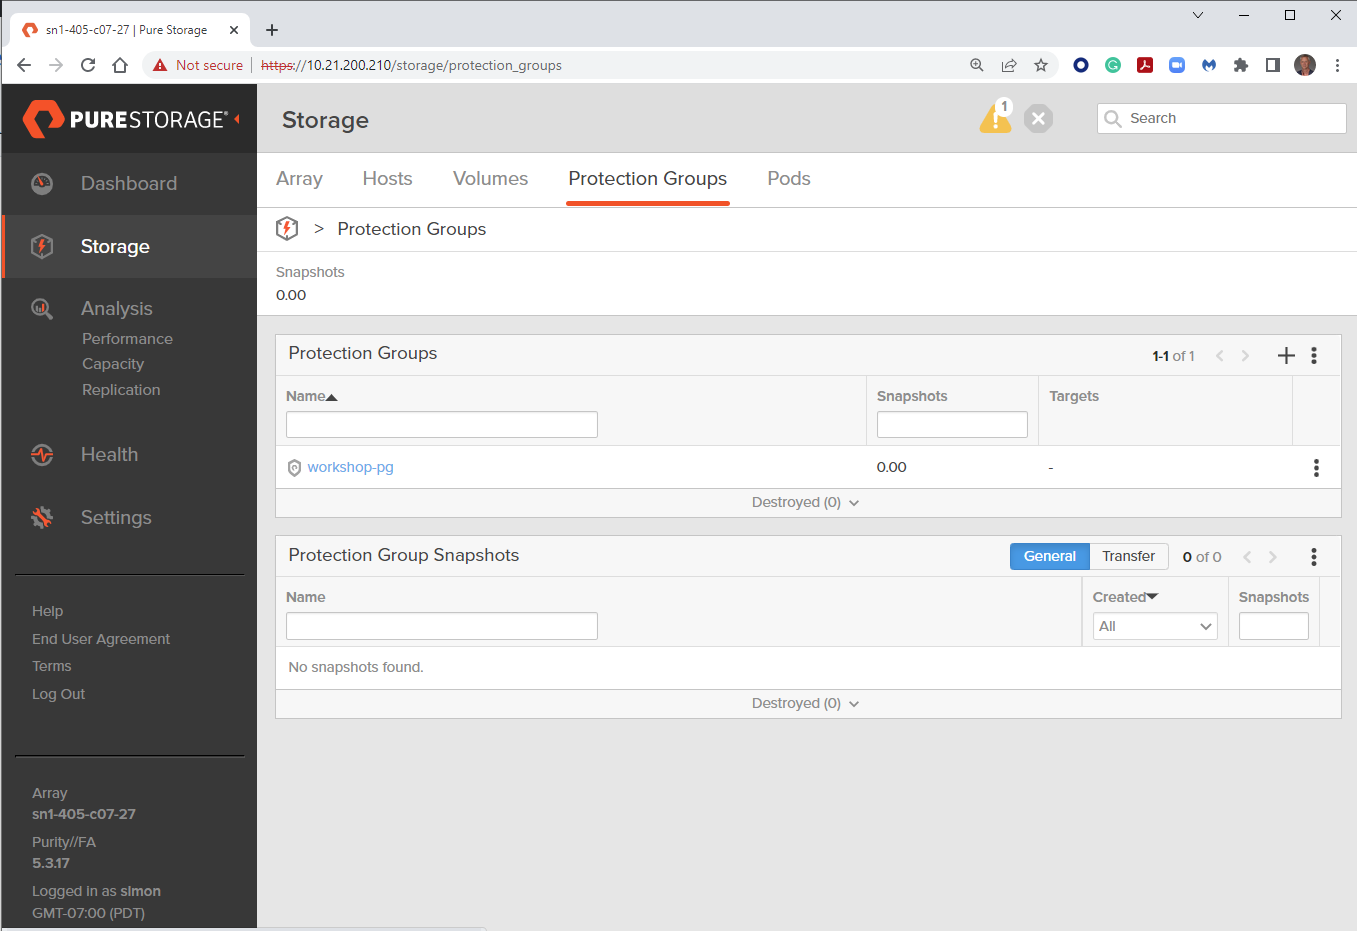 sn1-405-c07-27 | Pure Storage
Not secure | https://10.21.200.210/storage/protection_groups
PURESTORAGE®
Storage
1
Search
Dashboard
Storage
Analysis
Performance
Capacity
Replication
Health
Settings
Help
End User Agreement
Terms
Log Out
Array
sn1-405-c07-27
Purity//FA
5.3.17
Logged in as simon
GMT-07:00 (PDT)
Array Hosts Volumes Protection Groups Pods
> Protection Groups
Snapshots
0.00
Protection Groups 1-1 of 1
Name Snapshots Targets
workshop-pg 0.00 -
Destroyed (0)
Protection Group Snapshots General Transfer 0 of 0
Name Created Snapshots
All
No snapshots found.
Destroyed (0)